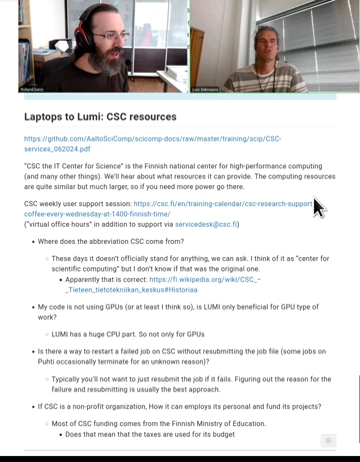 Laptops to Lumi: CSC resources
https://github.com/AaltoSciComp/scicomp-docs/raw/master/training/scip/CSC-
services_062024.pdf
"CSC the IT Center for Science" is the Finnish national center for high-performance computing
(and many other things). We'll hear about what resources it can provide. The computing resources
are quite similar but much larger, so if you need more power go there.
CSC weekly user support session: https://csc.fi/en/training-calendar/csc-research-support
coffee-every-wednesday-at-1400-finnish-time/
("virtual office hours" in addition to support via servicedesk@csc.fi)
• Where does the abbreviation CSC come from?
◦ These days it doesn't officially stand for anything, we can ask. I think of it as "center for
scientific computing" but I don't know if that was the original one.
▪ Apparently that is correct: https://fi.wikipedia.org/wiki/CSC_–
_Tieteen_tietotekniikan_keskus#Historiaa
• My code is not using GPUs (or at least I think so), is LUMI only beneficial for GPU type of
work?
◦ LUMI has a huge CPU part. So not only for GPUs
• Is there a way to restart a failed job on CSC without resubmitting the job file (some jobs on
Puhti occasionally terminate for an unknown reason)?
◦ Typically you'll not want to just resubmit the job if it fails. Figuring out the reason for the
failure and resubmitting is usually the best approach.
• If CSC is a non-profit organization, How it can employs its personal and fund its projects?
◦ Most of CSC funding comes from the Finnish Ministry of Education.
▪ Does that mean that the taxes are used for its budget